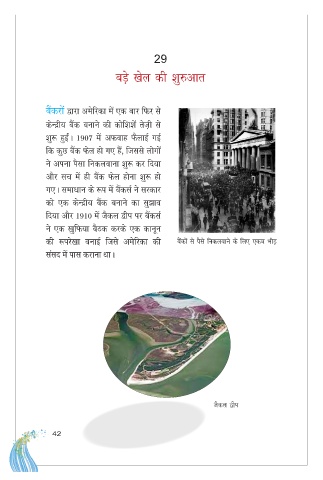 29
बड़े खेल की शुरुआत
बैंकरों द्वारा अमेरिका में एक बार फिर से
केन्द्रीय बैंक बनाने की कोशिशें तेज़ी से
शुरू हुईं। 1907 में अफवाह फैलाई गई
कि कुछ बैंक फेल हो गए हैं, जिससे लोगों
ने अपना पैसा निकलवाना शुरू कर दिया
और सच में ही बैंक फेल होना शुरू हो
गए। समाधान के रूप में बैंकर्स ने सरकार
को एक केन्द्रीय बैंक बनाने का सुझाव
दिया और 1910 में जैकल द्वीप पर बैंकर्स
ने एक खुफिया बैठक करके एक कानून
की रूपरेखा बनाई जिसे अमेरिका की
संसद में पास कराना था।
बैंकों से पैसे निकलवाने के लिए एकत्र भीड़
जैकल द्वीप
42